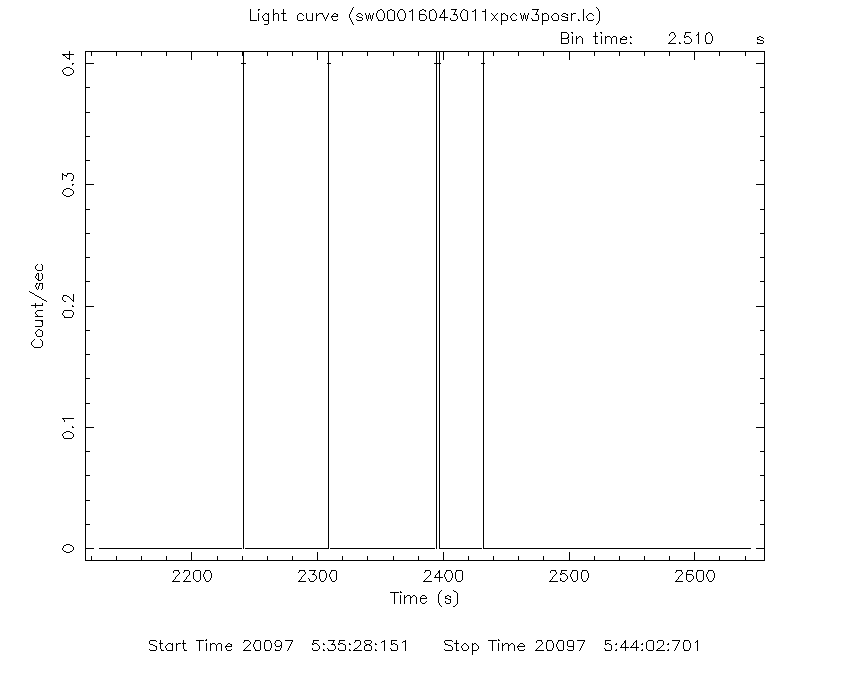 Light curve (sw00016043011xpcw3posr.lc)
Bin time: 2.510 s
0.4
0.3
0.2
0.1
0
Count/sec
2200 2300 2400 2500 2600
Time (s)
Start Time 20097 5:35:28:151 Stop Time 20097 5:44:02:701